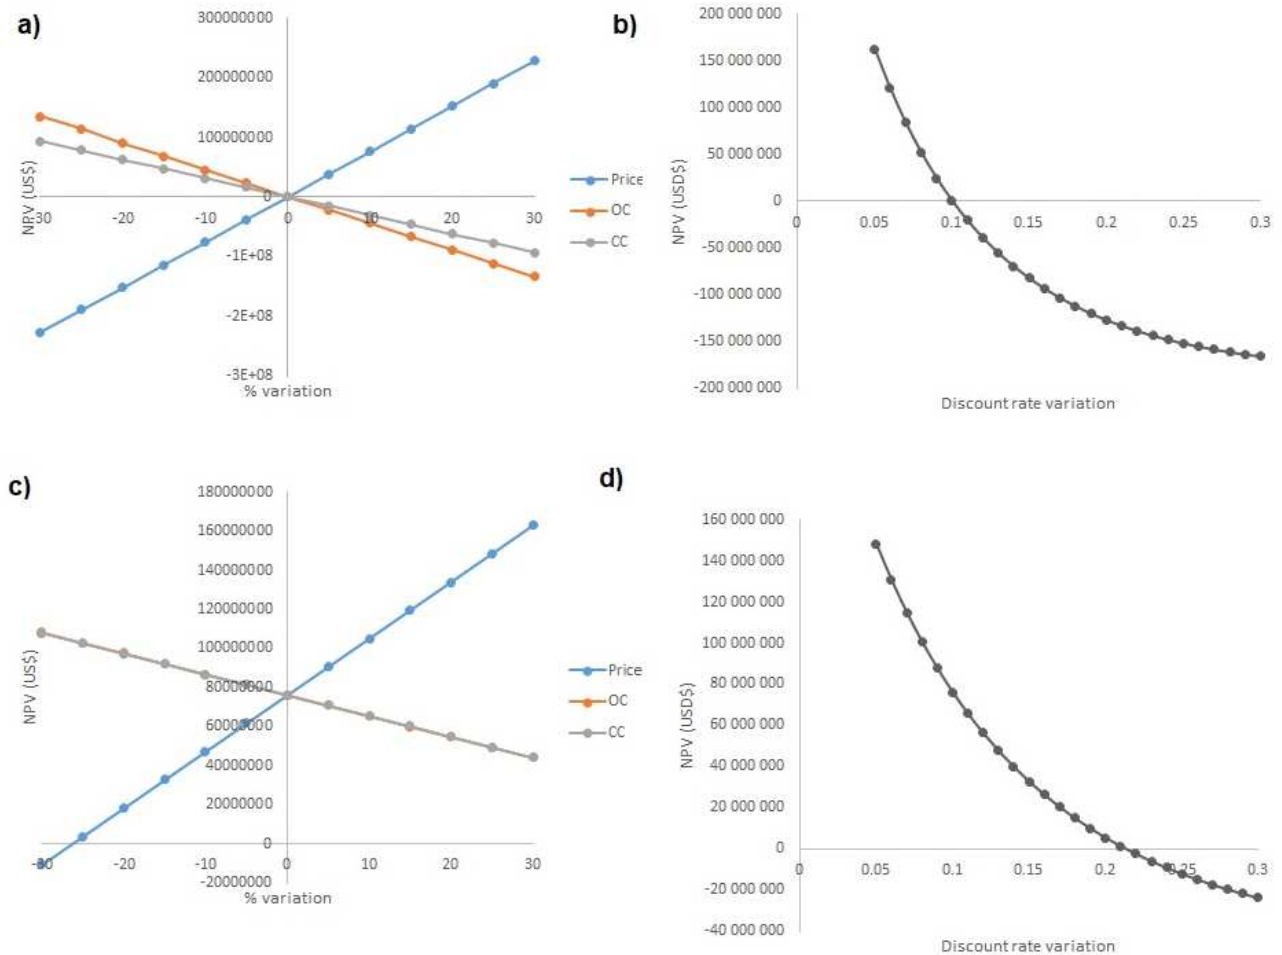 a)
300000000
200000000
100000000
0
-1E+08
-2E+08
-3E+08
-30
-20
-10
0
10
20
30
NPV (US$)
% variation
Price
OC
CC
b)
200 000 000
150 000 000
100 000 000
50 000 000
0
-50 000 000
-100 000 000
-150 000 000
-200 000 000
0
0.05
0.1
0.15
0.2
0.25
0.3
NPV (USD$)
Discount rate variation
c)
180000000
160000000
140000000
120000000
100000000
80000000
60000000
40000000
20000000
0
-20000000
-30
-20
-10
0
10
20
30
NPV (US$)
% variation
Price
OC
CC
d)
160 000 000
140 000 000
120 000 000
100 000 000
80 000 000
60 000 000
40 000 000
20 000 000
0
-20 000 000
-40 000 000
0
0.05
0.1
0.15
0.2
0.25
0.3
NPV (USD$)
Discount rate variation